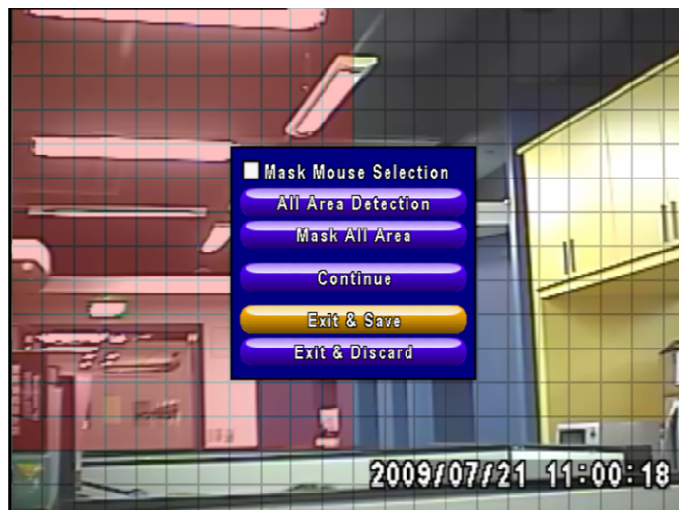 Mask Mouse Selection
All Area Detection
Mask All Area
Continue
Exit & Save
Exit & Discard
2009/07/21 11:00:18